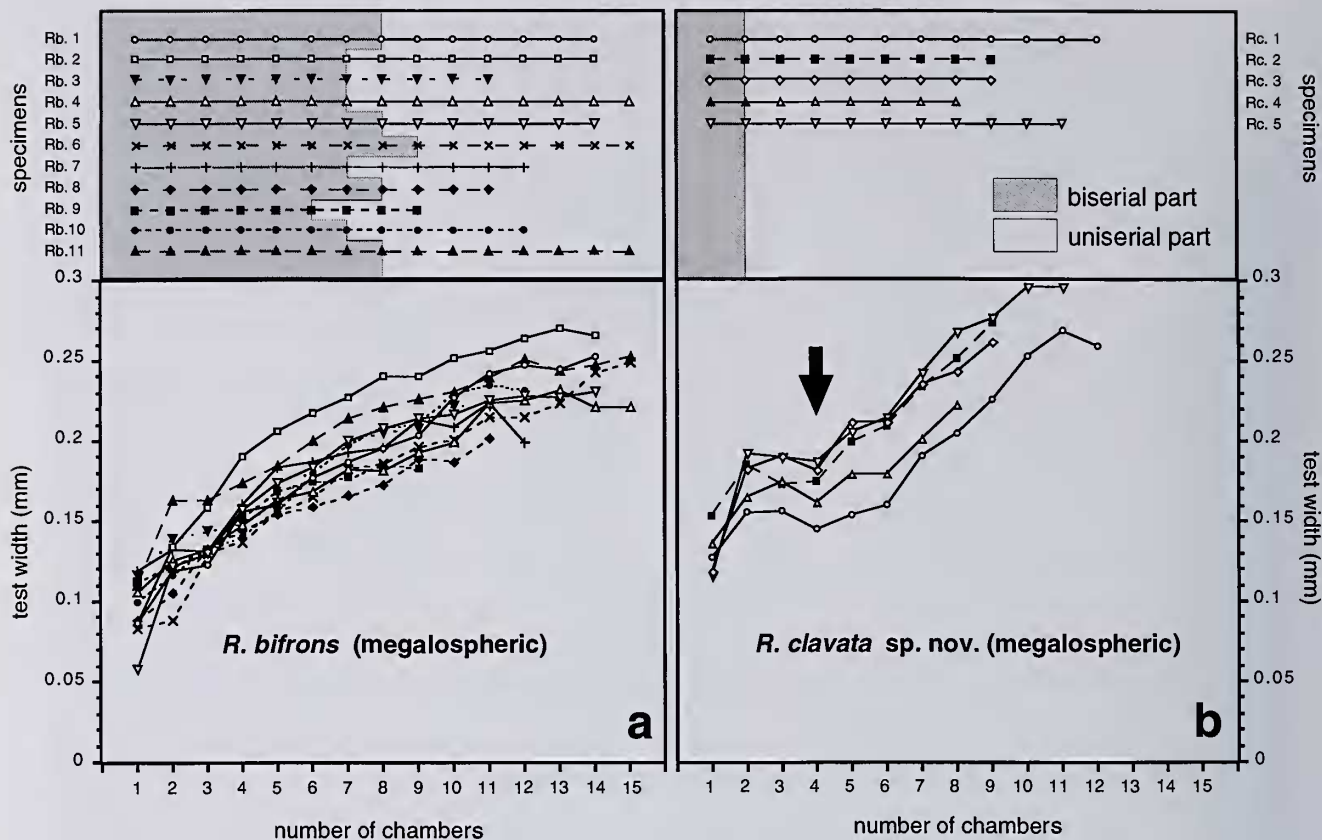 specimens
Rb. 1
Rb. 2
Rb. 3
Rb. 4
Rb. 5
Rb. 6
Rb. 7
Rb. 8
Rb. 9
Rb.10
Rb.11
Rc. 1
Rc. 2
Rc. 3
Rc. 4
Rc. 5
specimens
biserial part
uniserial part
0.3
0.25
0.2
0.15
0.1
0.05
0
test width (mm)
R. bifrons (megalospheric)
a
1 2 3 4 5 6 7 8 9 10 11 12 13 14 15
number of chambers
0.3
0.25
0.2
0.15
0.1
0.05
0
test width (mm)
R. clavata sp. nov. (megalospheric)
b
1 2 3 4 5 6 7 8 9 10 11 12 13 14 15
number of chambers